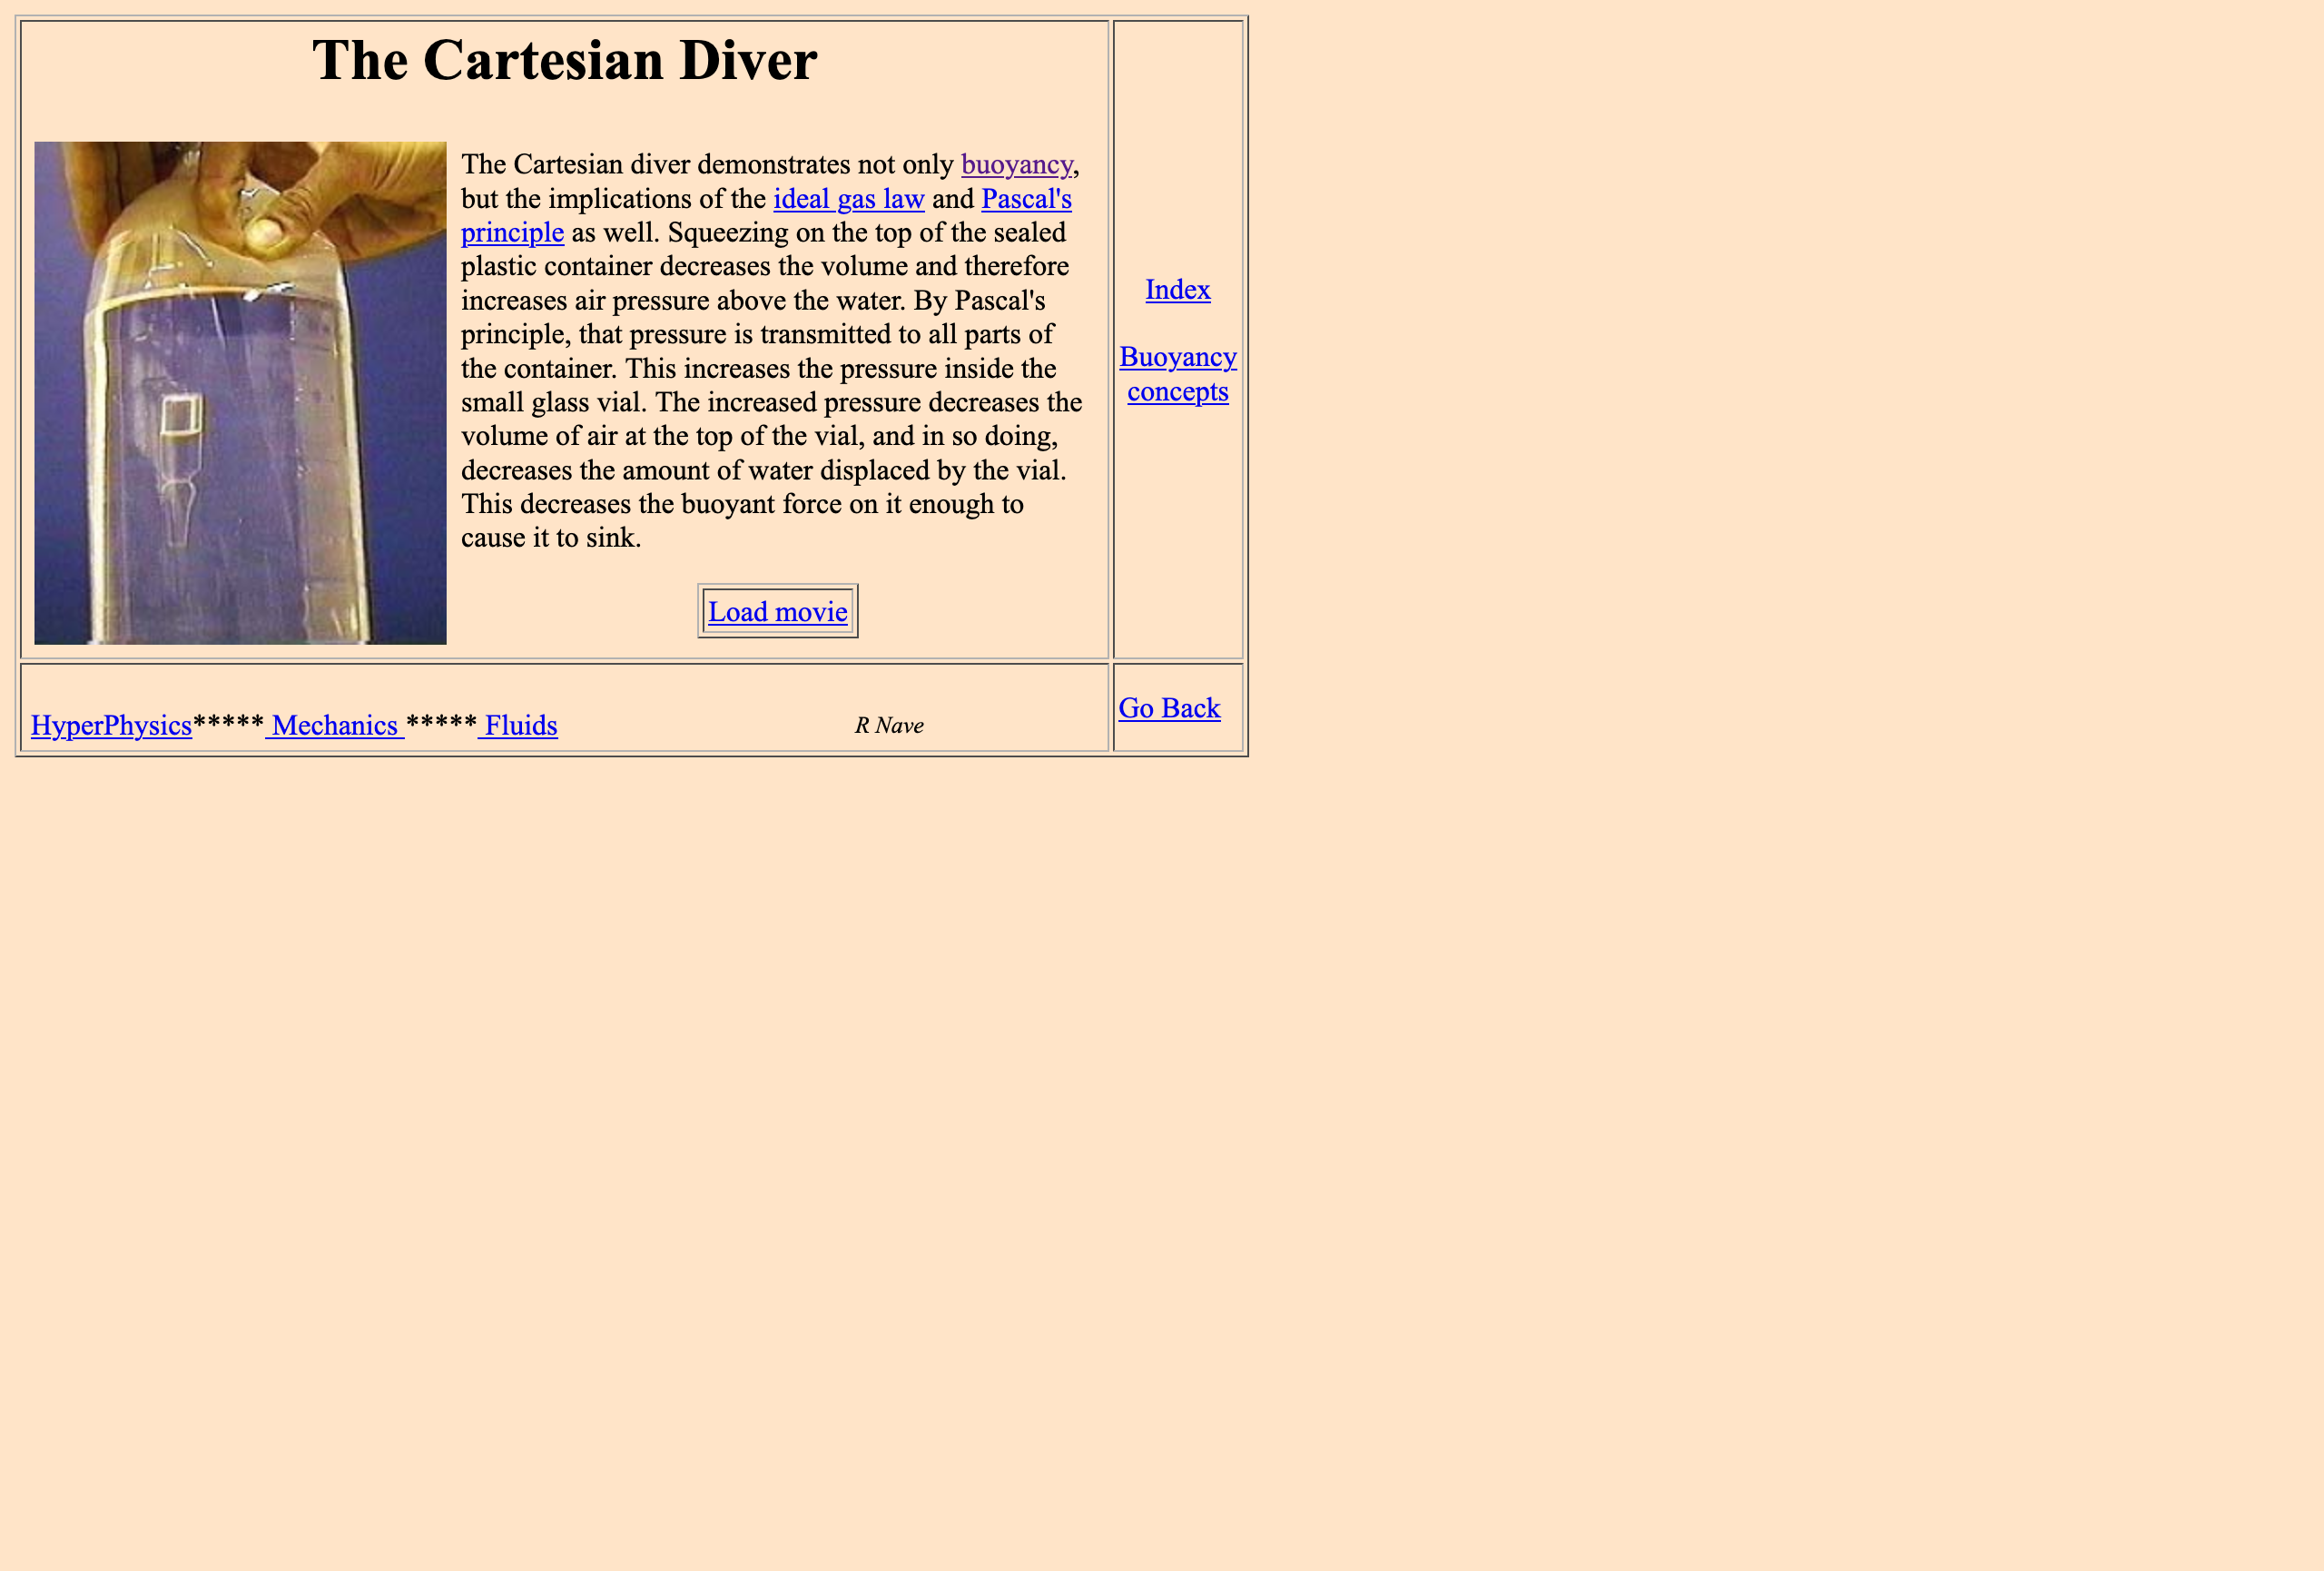 The Cartesian Diver
The Cartesian diver demonstrates not only buoyancy,
but the implications of the ideal gas law and Pascal's
principle as well. Squeezing on the top of the sealed
plastic container decreases the volume and therefore
increases air pressure above the water. By Pascal's
principle, that pressure is transmitted to all parts of
the container. This increases the pressure inside the
small glass vial. The increased pressure decreases the
volume of air at the top of the vial, and in so doing,
decreases the amount of water displaced by the vial.
This decreases the buoyant force on it enough to
cause it to sink.
Load movie
Index
Buoyancy
concepts
HyperPhysics***** Mechanics ***** Fluids
R Nave
Go Back